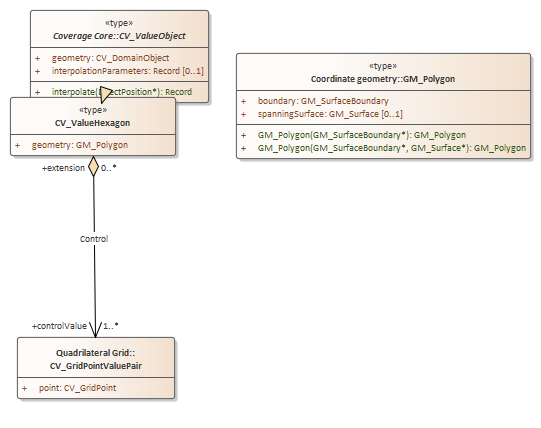 «type»
Coverage Core::CV_ValueObject
+ geometry: CV_DomainObject
+ interpolationParameters: Record [0..1]
+ interpolate( ectPosition*): Record
«type»
CV_ValueHexagon
+ geometry: GM_Polygon
+extension 0..*
Control
+controlValue 1..*
Quadrilateral Grid::
CV_GridPointValuePair
+ point: CV_GridPoint
«type»
Coordinate geometry::GM_Polygon
+ boundary: GM_SurfaceBoundary
+ spanningSurface: GM_Surface [0..1]
+ GM_Polygon(GM_SurfaceBoundary*): GM_Polygon
+ GM_Polygon(GM_SurfaceBoundary*, GM_Surface*): GM_Polygon